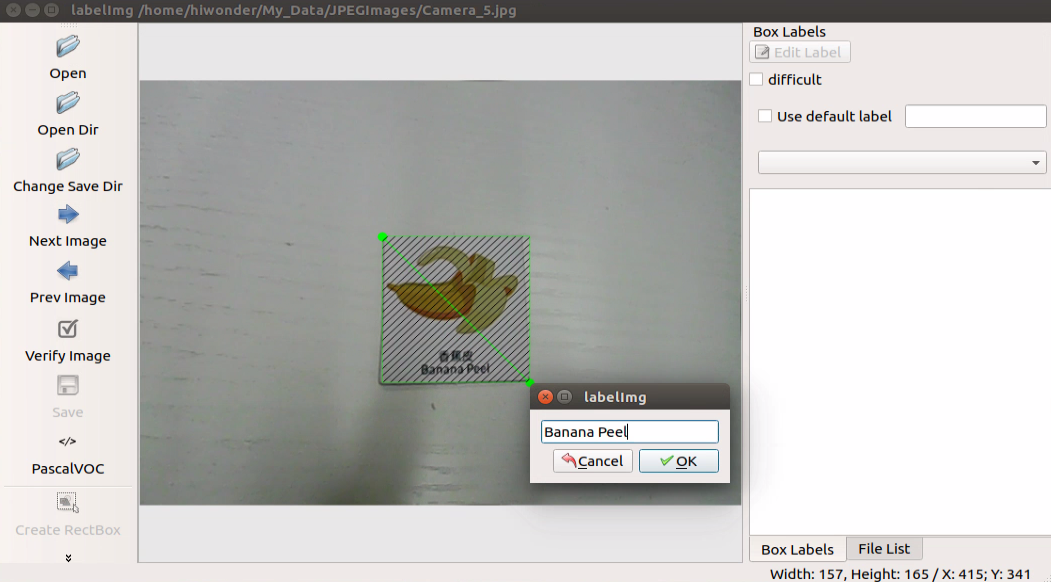 labelImg /home/hiwonder/My_Data/JPEGImages/Camera_5.jpg
Open
Open Dir
Change Save Dir
Next Image
Prev Image
Verify Image
Save
</>
PascalVOC
Create RectBox
香蕉皮
Banana Peel
labelImg
Banana Peel
Cancel
OK
Box Labels
Edit Label
difficult
Use default label
Box Labels
File List
Width: 157, Height: 165 / X: 415; Y: 341